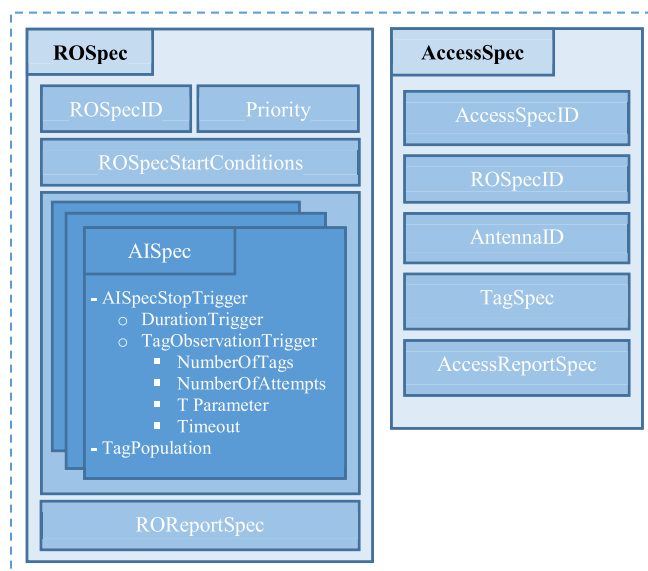 ROSpec
ROSpecID
Priority
ROSpecStartConditions
AISpec
- AISpecStopTrigger
o DurationTrigger
o TagObservationTrigger
▪ NumberOfTags
▪ NumberOfAttempts
▪ T Parameter
▪ Timeout
- TagPopulation
ROReportSpec
AccessSpec
AccessSpecID
ROSpecID
AntennaID
TagSpec
AccessReportSpec